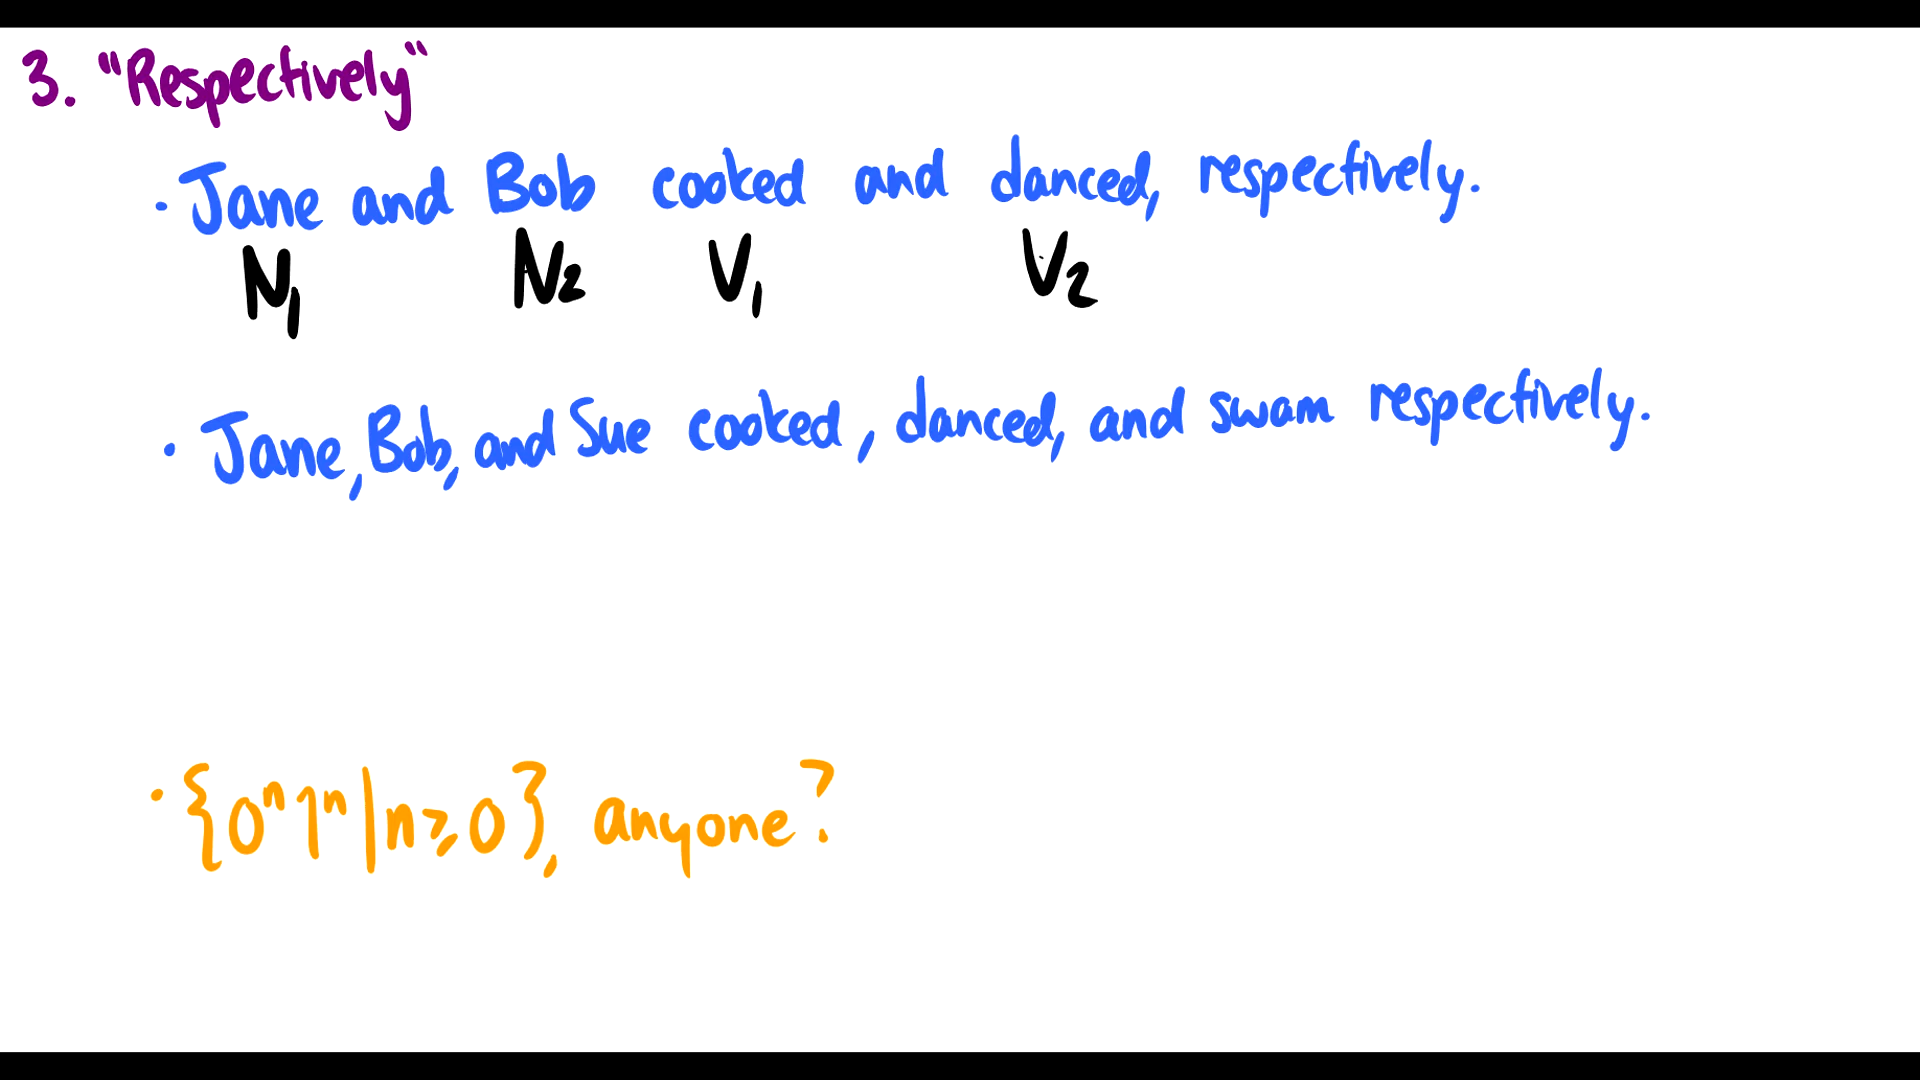 3. "Respectively"
· Jane and Bob cooked and danced, respectively.
N₁ N₂ V₁ V₂
· Jane, Bob, and Sue cooked, danced, and swam respectively.
· {0ⁿ1ⁿ | n ≥ 0}, anyone?